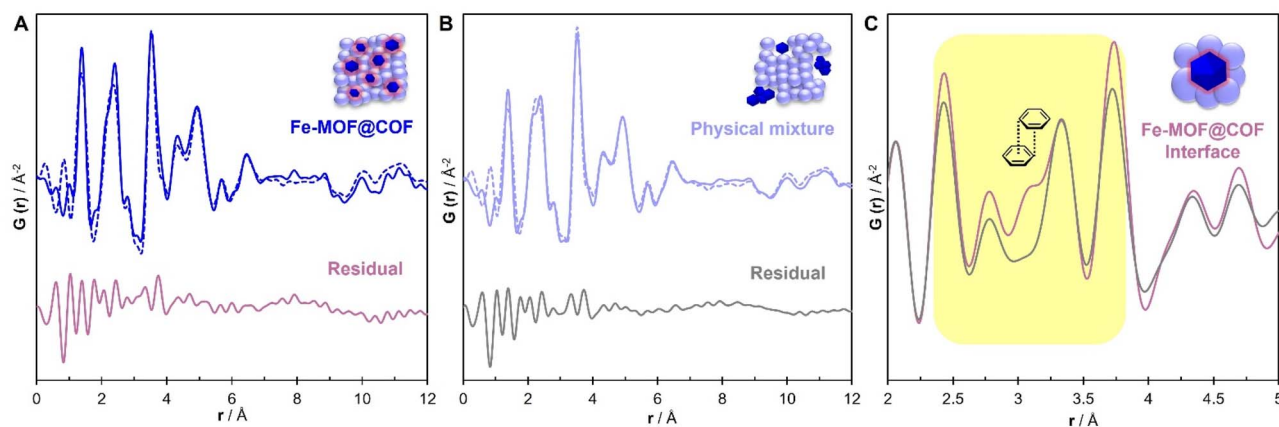 A
Fe-MOF@COF
Residual
G (r) / Å-2
0 2 4 6 8 10 12
r / Å
B
Physical mixture
Residual
G (r) / Å-2
0 2 4 6 8 10 12
r / Å
C
Fe-MOF@COF
Interface
G (r) / Å-2
2 2.5 3 3.5 4 4.5 5
r / Å